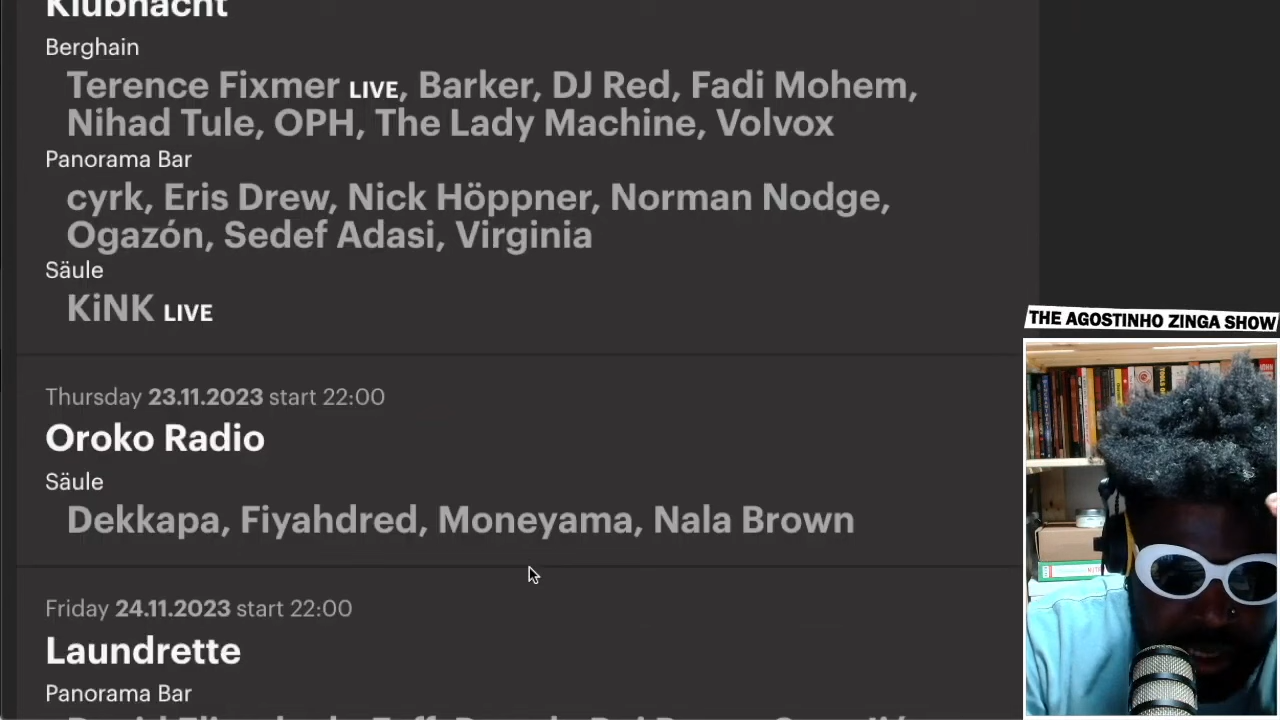 Klubnacht
Berghain
Terence Fixmer LIVE, Barker, DJ Red, Fadi Mohem,
Nihad Tule, OPH, The Lady Machine, Volvox
Panorama Bar
cyrk, Eris Drew, Nick Höppner, Norman Nodge,
Ogazón, Sedef Adasi, Virginia
Säule
KiNK LIVE
Thursday 23.11.2023 start 22:00
Oroko Radio
Säule
Dekkapa, Fiyahdred, Moneyama, Nala Brown
Friday 24.11.2023 start 22:00
Laundrette
Panorama Bar
THE AGOSTINHO ZINGA SHOW